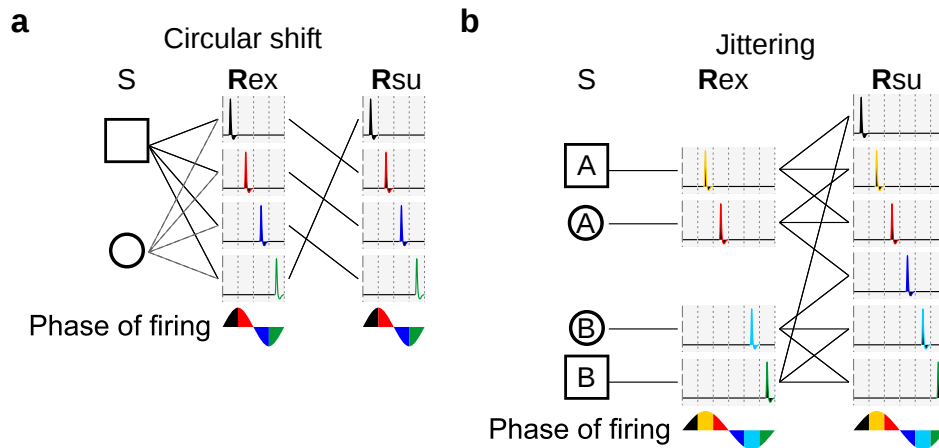 a
Circular shift
S Rex Rsu
Phase of firing
b
Jittering
S Rex Rsu
A
A
B
B
Phase of firing